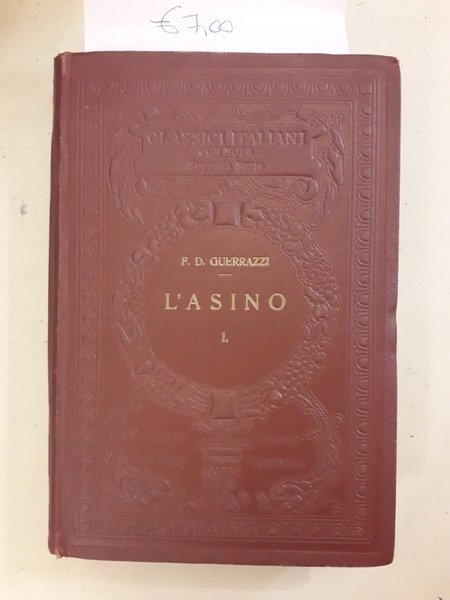 € 7,00
CLASSICI ITALIANI
CON NOTE
Seconda Serie
F. D. GUERRAZZI
L'ASINO
I.